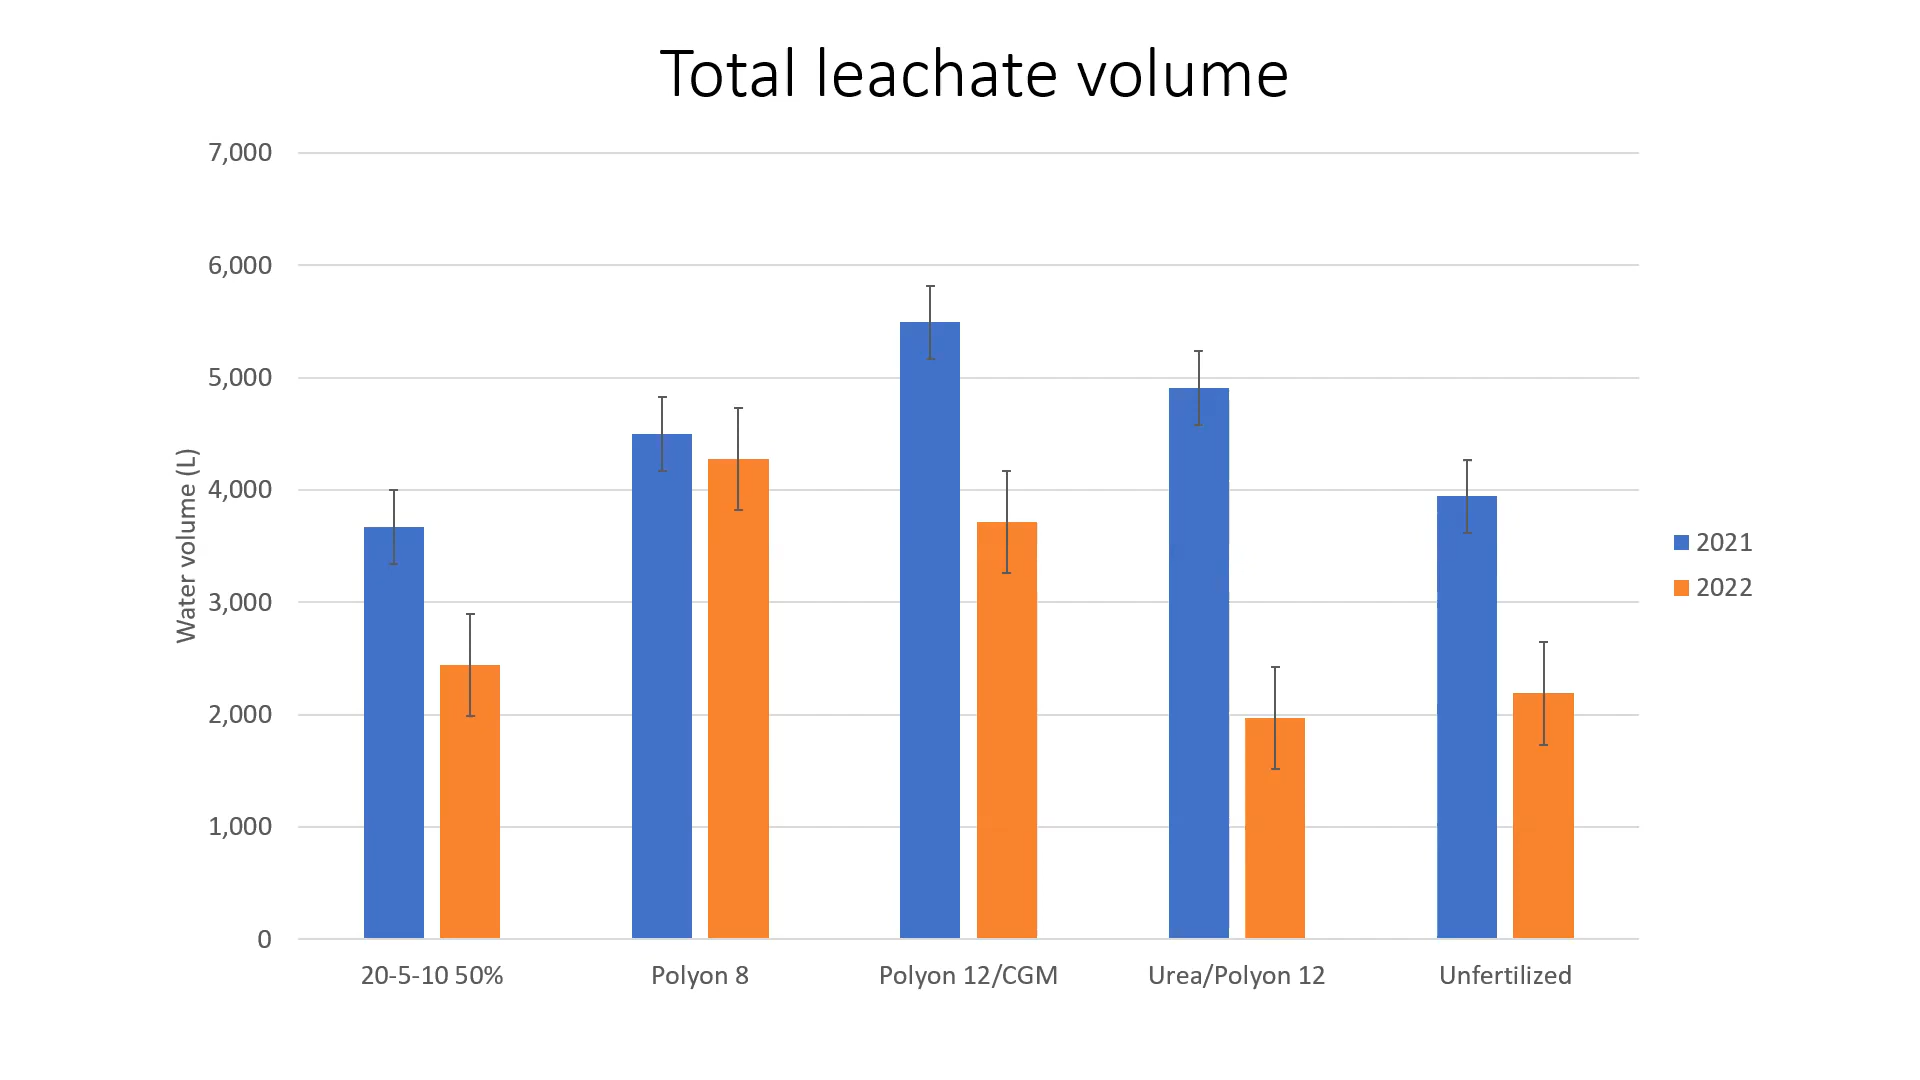 Total leachate volume
7,000
6,000
5,000
4,000
3,000
2,000
1,000
0
Water volume (L)
20-5-10 50%
Polyon 8
Polyon 12/CGM
Urea/Polyon 12
Unfertilized
2021
2022